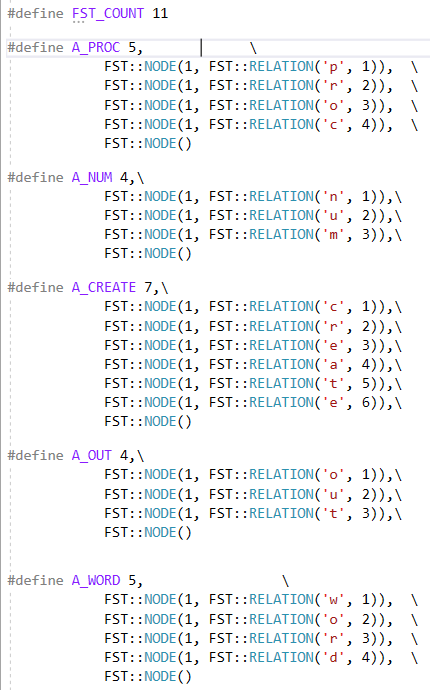 #define FST_COUNT 11
#define A_PROC 5, \
FST::NODE(1, FST::RELATION('p', 1)), \
FST::NODE(1, FST::RELATION('r', 2)), \
FST::NODE(1, FST::RELATION('o', 3)), \
FST::NODE(1, FST::RELATION('c', 4)), \
FST::NODE()
#define A_NUM 4,\
FST::NODE(1, FST::RELATION('n', 1)),\
FST::NODE(1, FST::RELATION('u', 2)),\
FST::NODE(1, FST::RELATION('m', 3)),\
FST::NODE()
#define A_CREATE 7,\
FST::NODE(1, FST::RELATION('c', 1)),\
FST::NODE(1, FST::RELATION('r', 2)),\
FST::NODE(1, FST::RELATION('e', 3)),\
FST::NODE(1, FST::RELATION('a', 4)),\
FST::NODE(1, FST::RELATION('t', 5)),\
FST::NODE(1, FST::RELATION('e', 6)),\
FST::NODE()
#define A_OUT 4,\
FST::NODE(1, FST::RELATION('o', 1)),\
FST::NODE(1, FST::RELATION('u', 2)),\
FST::NODE(1, FST::RELATION('t', 3)),\
FST::NODE()
#define A_WORD 5, \
FST::NODE(1, FST::RELATION('w', 1)), \
FST::NODE(1, FST::RELATION('o', 2)), \
FST::NODE(1, FST::RELATION('r', 3)), \
FST::NODE(1, FST::RELATION('d', 4)), \
FST::NODE()